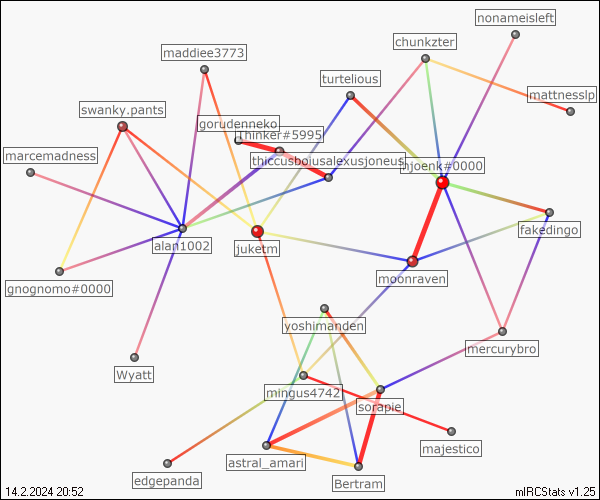 nonameisleft
chunkzter
maddiee3773
turtelious
mattnesslp
swanky.pants
gorudenneko
Thinker#5995
marcemadness
thiccusboiusalexusjoneus
njoenk#0000
fakedingo
alan1002
juketm
moonraven
gnognomo#0000
yoshimanden
mercurybro
Wyatt
mingus4742
sorapie
majestico
astral_amari
edgepanda
Bertram
14.2.2024 20:52
mIRCStats v1.25